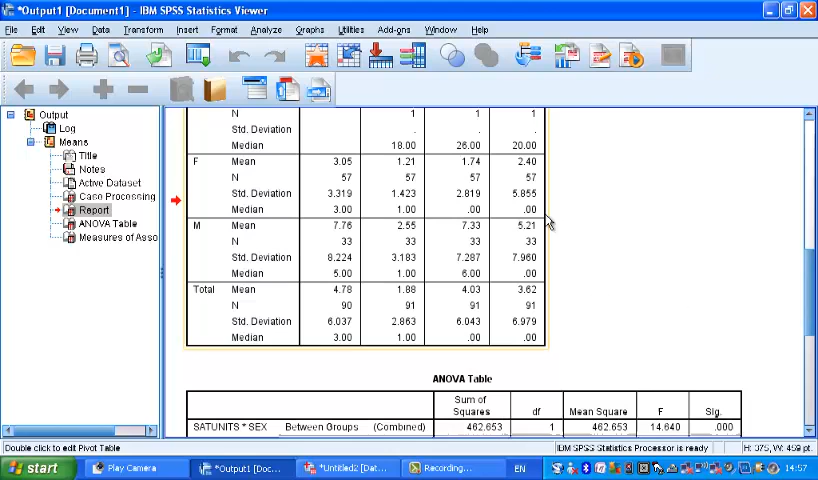 *Output1 [Document1] - IBM SPSS Statistics Viewer
File Edit View Data Transform Insert Format Analyze Graphs Utilities Add-ons Window Help
Output
Log
Means
Title
Notes
Active Dataset
Case Processing
Report
ANOVA Table
Measures of Asso
N 1 1 1
Std. Deviation . . .
Median 18.00 26.00 20.00
F Mean 3.05 1.21 1.74 2.40
N 57 57 57 57
Std. Deviation 3.319 1.423 2.819 5.855
Median 3.00 1.00 .00 .00
M Mean 7.76 2.55 7.33 5.21
N 33 33 33 33
Std. Deviation 8.224 3.183 7.287 7.960
Median 5.00 1.00 6.00 .00
Total Mean 4.78 1.88 4.03 3.62
N 90 91 91 91
Std. Deviation 6.037 2.863 6.043 6.979
Median 3.00 1.00 .00 .00
ANOVA Table
Sum of Squares df Mean Square F Sig.
SATUNITS * SEX Between Groups (Combined) 462.653 1 462.653 14.640 .000
Double click to edit Pivot Table IBM SPSS Statistics Processor is ready H: 375, W: 459 pt.
start Play Camera *Output1 [Doc... *Untitled2 [Dat... Recording... EN 14:57